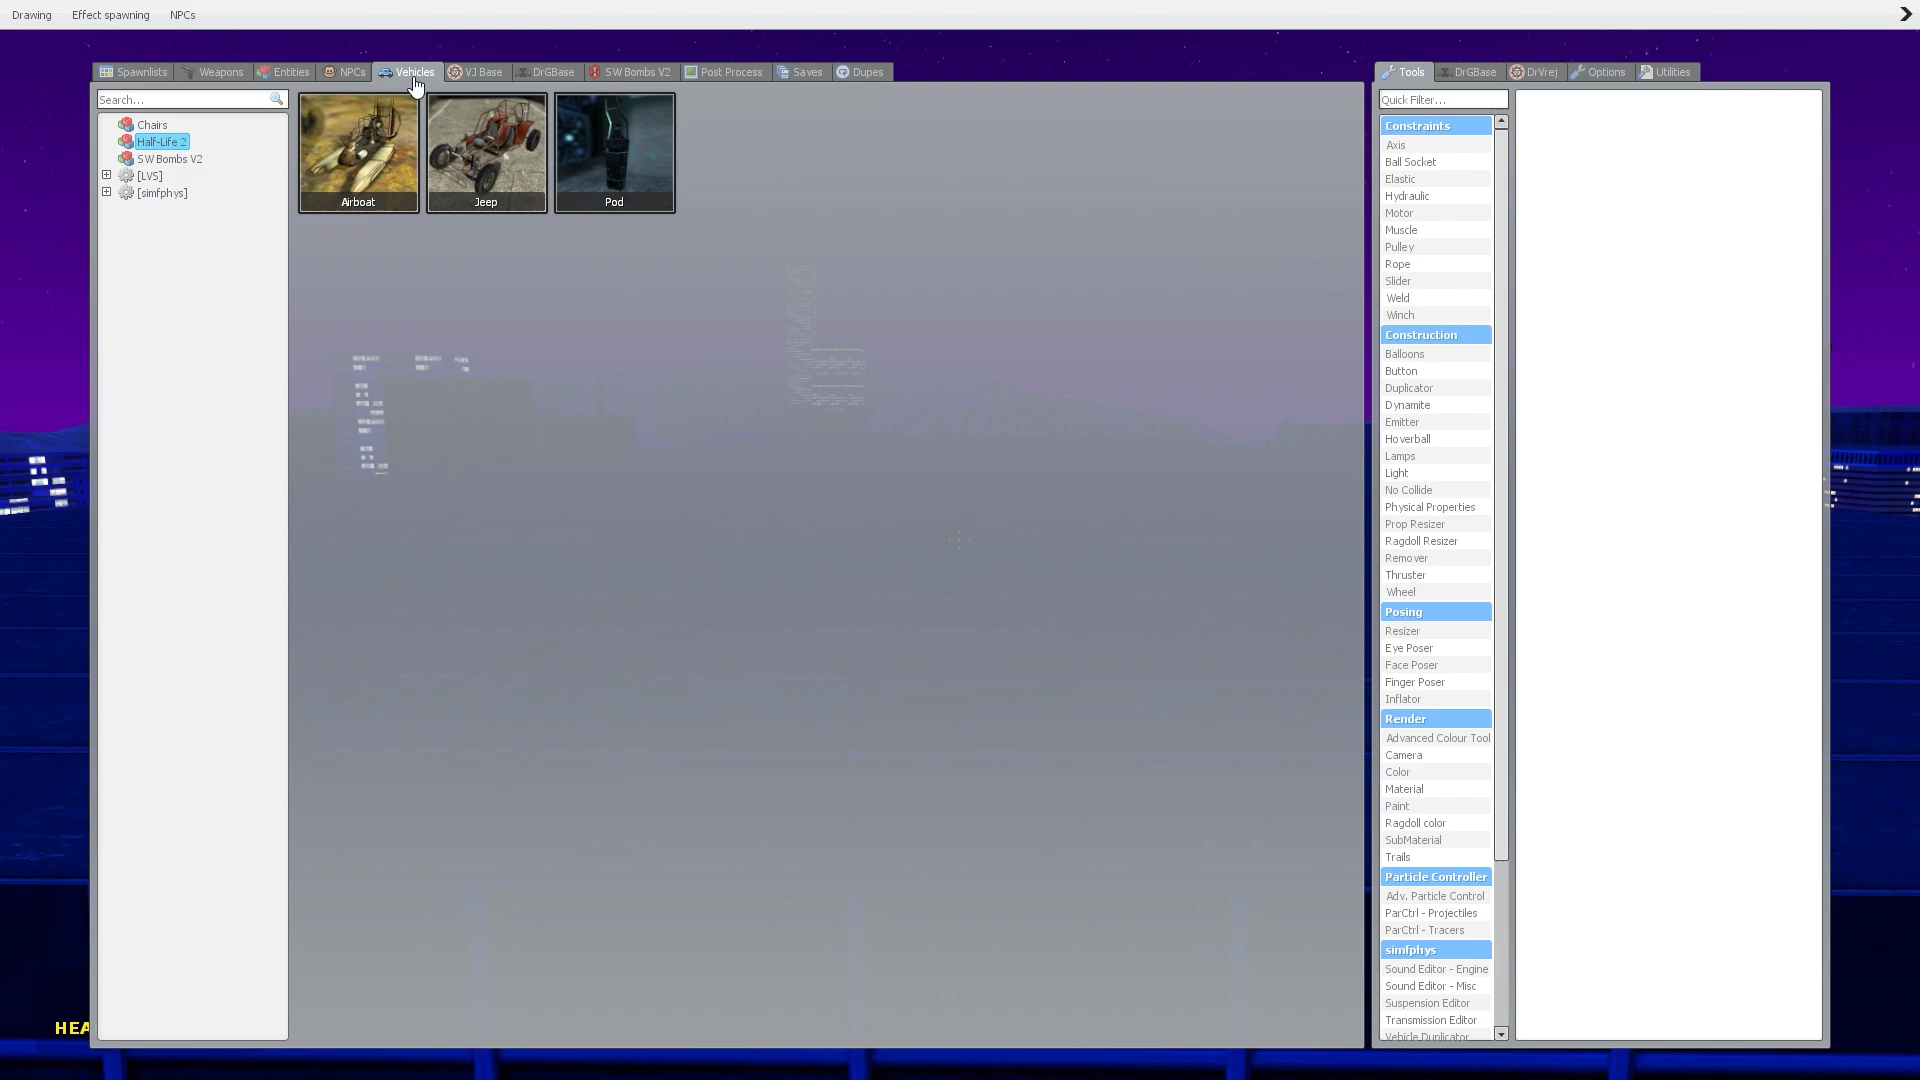 Drawing Effect spawning NPCs
Spawnlists Weapons Entities NPCs Vehicles VJ Base DrGBase SW Bombs V2 Post Process Saves Dupes
Search...
Chairs
Half-Life 2
SW Bombs V2
[LVS]
[simfphys]
Airboat
Jeep
Pod
Tools DrGBase DrVrej Options Utilities
Quick Filter...
Constraints
Axis
Ball Socket
Elastic
Hydraulic
Motor
Muscle
Pulley
Rope
Slider
Weld
Winch
Construction
Balloons
Button
Duplicator
Dynamite
Emitter
Hoverball
Lamps
Light
No Collide
Physical Properties
Prop Resizer
Ragdoll Resizer
Remover
Thruster
Wheel
Posing
Resizer
Eye Poser
Face Poser
Finger Poser
Inflator
Render
Advanced Colour Tool
Camera
Color
Material
Paint
Ragdoll color
SubMaterial
Trails
Particle Controller
Adv. Particle Control
ParCtrl - Projectiles
ParCtrl - Tracers
simfphys
Sound Editor - Engine
Sound Editor - Misc
Suspension Editor
Transmission Editor
Vehicle Duplicator
HEA